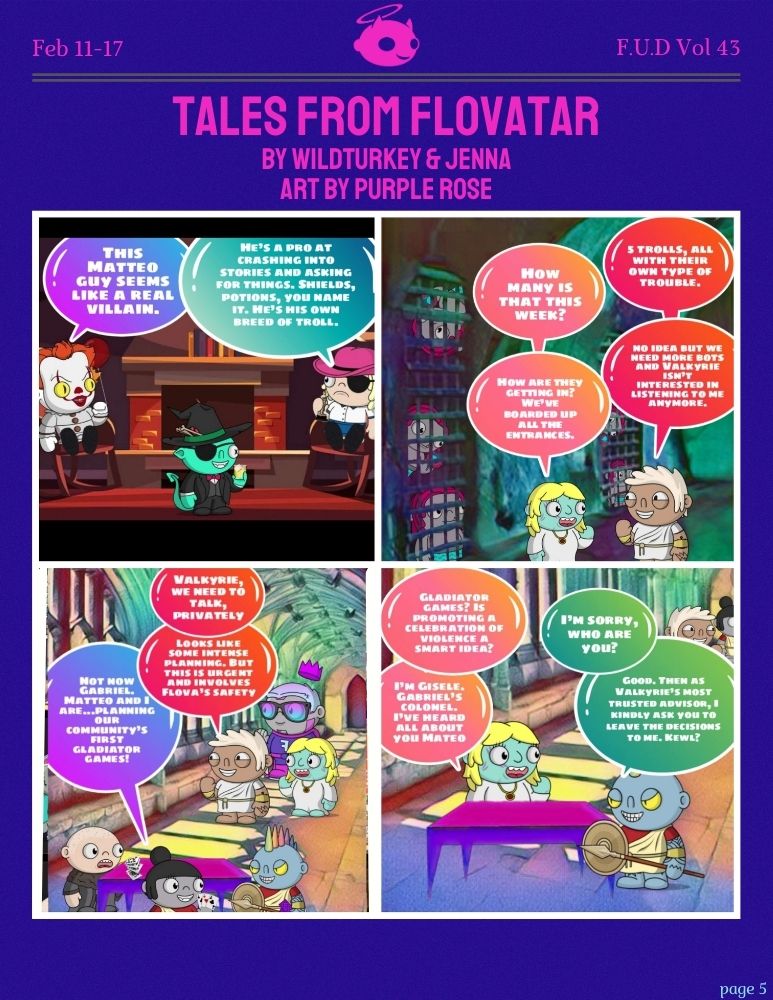 Feb 11-17
F.U.D Vol 43
TALES FROM FLOVATAR
BY WILDTURKEY & JENNA
ART BY PURPLE ROSE
THIS
MATTEO
GUY SEEMS
LIKE A REAL
VILLAIN.
HE'S A PRO AT
CRASHING INTO
STORIES AND ASKING
FOR THINGS. SHIELDS,
POTIONS, YOU NAME
IT. HE'S HIS OWN
BREED OF TROLL.
HOW
MANY IS
THAT THIS
WEEK?
5 TROLLS, ALL
WITH THEIR
OWN TYPE OF
TROUBLE.
HOW ARE THEY
GETTING IN?
WE'VE
BOARDED UP
ALL THE
ENTRANCES.
NO IDEA BUT WE
NEED MORE BOTS
AND VALKYRIE
ISN'T
INTERESTED IN
LISTENING TO ME
ANYMORE.
VALKYRIE,
WE NEED TO
TALK,
PRIVATELY
LOOKS LIKE
SOME INTENSE
PLANNING. BUT
THIS IS URGENT
AND INVOLVES
FLOVA'S SAFETY
NOT NOW
GABRIEL.
MATTEO AND I
ARE...PLANNING
OUR
COMMUNITY'S
FIRST
GLADIATOR
GAMES!
GLADIATOR
GAMES? IS
PROMOTING A
CELEBRATION OF
VIOLENCE A
SMART IDEA?
I'M SORRY,
WHO ARE
YOU?
I'M GISELE.
GABRIEL'S
COLONEL.
I'VE HEARD
ALL ABOUT
YOU MATEO
GOOD. THEN AS
VALKYRIE'S MOST
TRUSTED ADVISOR, I
KINDLY ASK YOU TO
LEAVE THE DECISIONS
TO ME. KEWL?
page 5